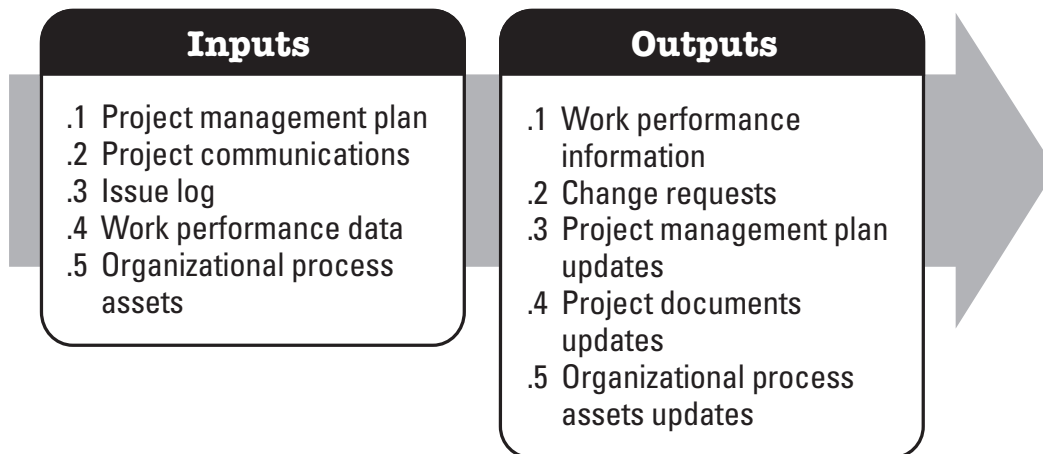 Inputs
.1 Project management plan
.2 Project communications
.3 Issue log
.4 Work performance data
.5 Organizational process
assets
Outputs
.1 Work performance
information
.2 Change requests
.3 Project management plan
updates
.4 Project documents
updates
.5 Organizational process
assets updates